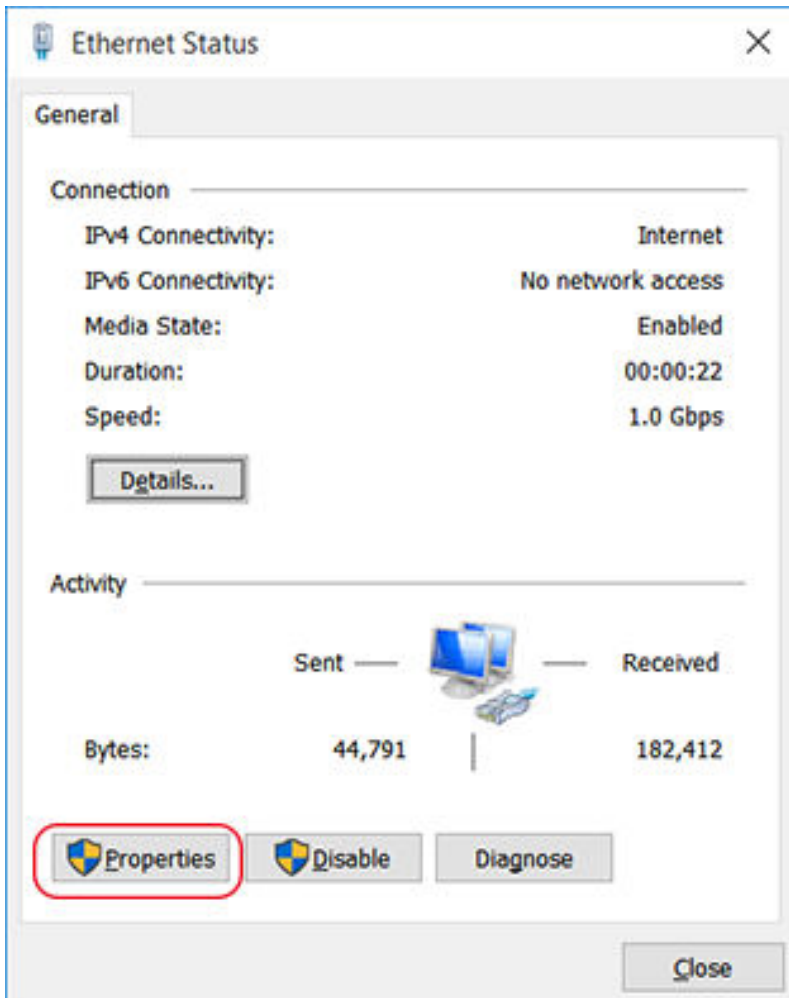 Ethernet Status
General
Connection
IPv4 Connectivity: Internet
IPv6 Connectivity: No network access
Media State: Enabled
Duration: 00:00:22
Speed: 1.0 Gbps
Details...
Activity
Sent Received
Bytes: 44,791 182,412
Properties Disable Diagnose
Close